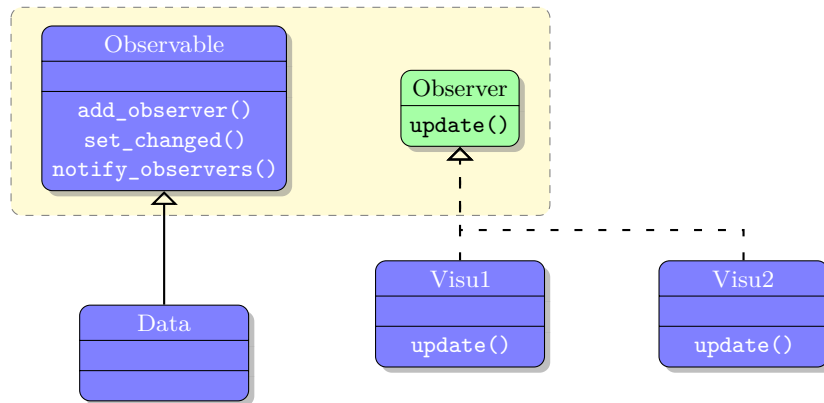 Observable
add_observer()
set_changed()
notify_observers()
Observer
update()
Data
Visu1
update()
Visu2
update()